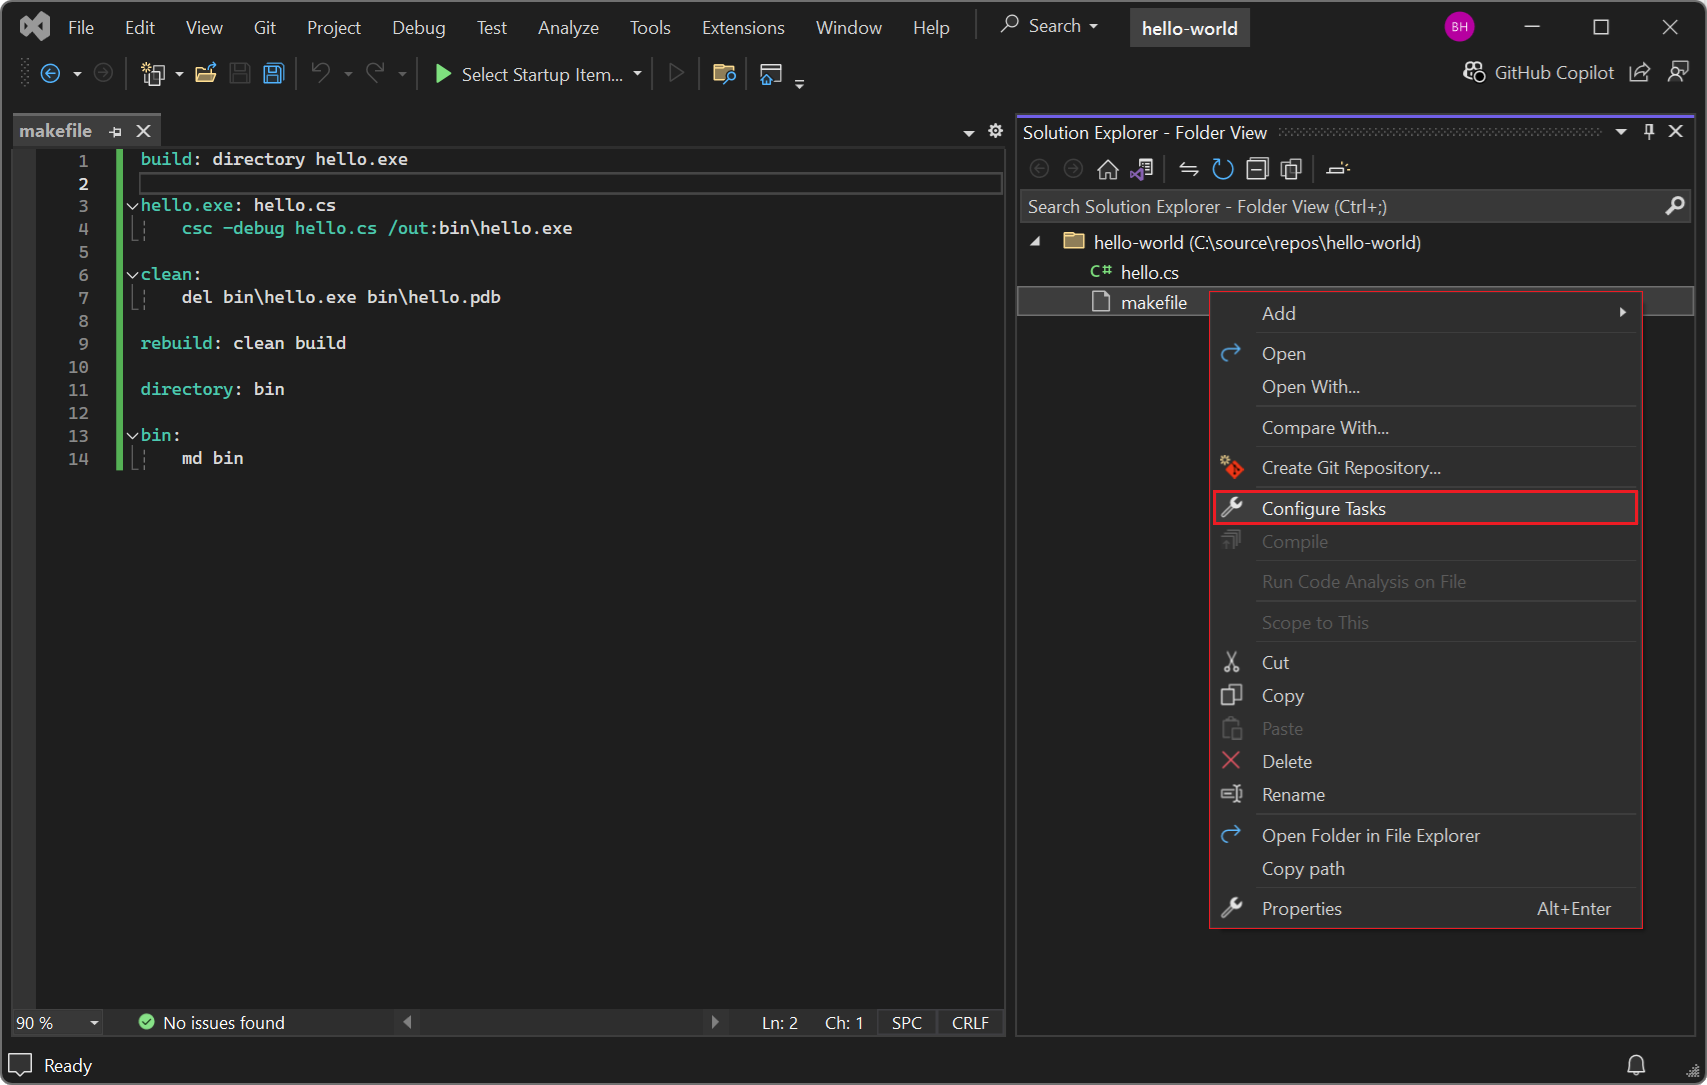 File Edit View Git Project Debug Test Analyze Tools Extensions Window Help Search hello-world BH
Select Startup Item... GitHub Copilot
makefile
1 build: directory hello.exe
2
3 hello.exe: hello.cs
4 csc -debug hello.cs /out:bin\hello.exe
5
6 clean:
7 del bin\hello.exe bin\hello.pdb
8
9 rebuild: clean build
10
11 directory: bin
12
13 bin:
14 md bin
90 % No issues found Ln: 2 Ch: 1 SPC CRLF
Solution Explorer - Folder View
Search Solution Explorer - Folder View (Ctrl+;)
hello-world (C:\source\repos\hello-world)
C# hello.cs
makefile
Add
Open
Open With...
Compare With...
Create Git Repository...
Configure Tasks
Compile
Run Code Analysis on File
Scope to This
Cut
Copy
Paste
Delete
Rename
Open Folder in File Explorer
Copy path
Properties Alt+Enter
Ready